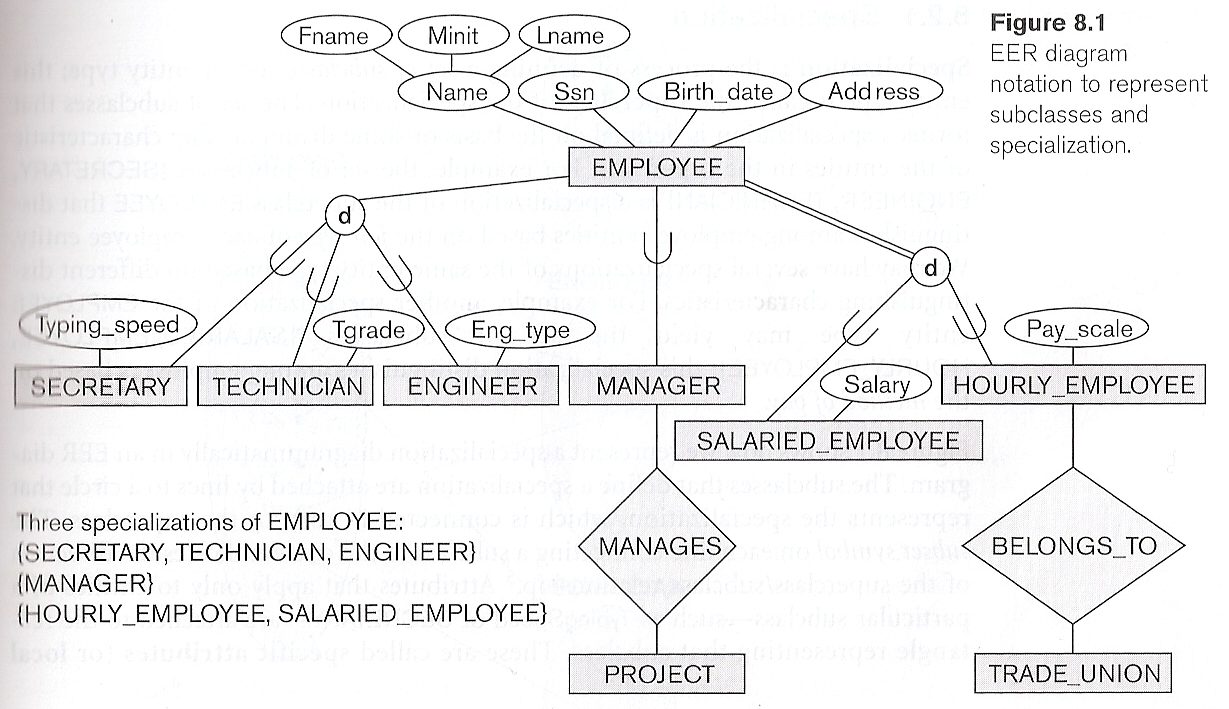 Figure 8.1
EER diagram
notation to represent
subclasses and
specialization.
Fname
Minit
Lname
Name
Ssn
Birth_date
Address
EMPLOYEE
d
d
Typing_speed
Tgrade
Eng_type
Pay_scale
SECRETARY
TECHNICIAN
ENGINEER
MANAGER
Salary
HOURLY_EMPLOYEE
SALARIED_EMPLOYEE
Three specializations of EMPLOYEE:
{SECRETARY, TECHNICIAN, ENGINEER}
{MANAGER}
{HOURLY_EMPLOYEE, SALARIED_EMPLOYEE}
MANAGES
BELONGS_TO
PROJECT
TRADE_UNION